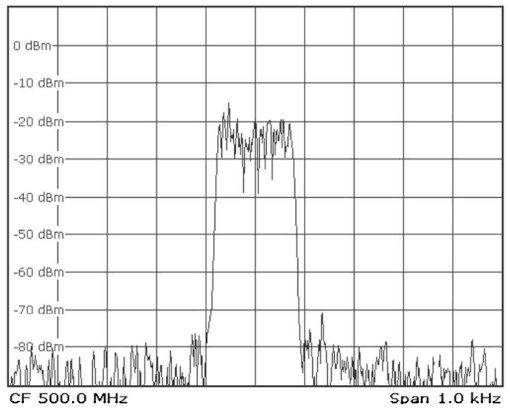 0 dBm
-10 dBm
-20 dBm
-30 dBm
-40 dBm
-50 dBm
-60 dBm
-70 dBm
-80 dBm
CF 500.0 MHz
Span 1.0 kHz